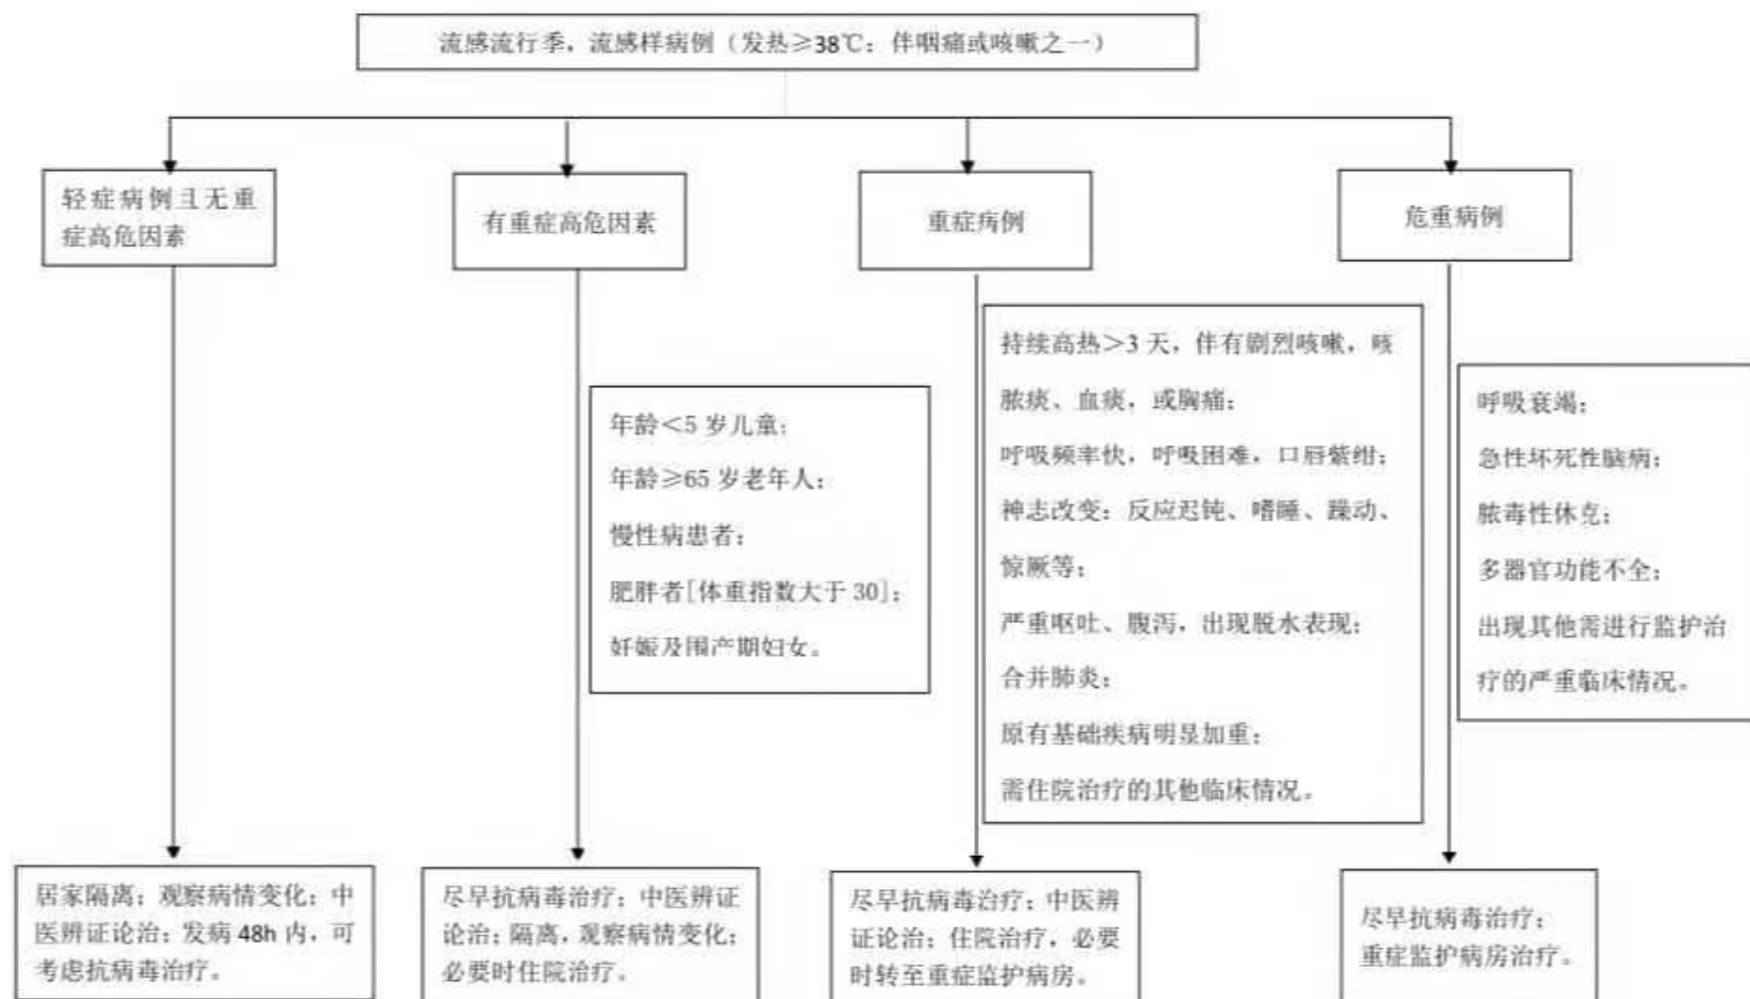 流感流行季，流感样病例（发热≥38℃；伴咽痛或咳嗽之一）
轻症病例且无重
症高危因素
有重症高危因素
重症病例
危重病例
年龄＜5 岁儿童；
年龄≥65 岁老年人；
慢性病患者；
肥胖者[体重指数大于 30]；
妊娠及围产期妇女。
持续高热＞3 天，伴有剧烈咳嗽，咳
脓痰、血痰，或胸痛；
呼吸频率快，呼吸困难，口唇紫绀；
神志改变：反应迟钝、嗜睡、躁动、
惊厥等；
严重呕吐、腹泻，出现脱水表现；
合并肺炎；
原有基础疾病明显加重；
需住院治疗的其他临床情况。
呼吸衰竭；
急性坏死性脑病；
脓毒性休克；
多器官功能不全；
出现其他需进行监护治
疗的严重临床情况。
居家隔离；观察病情变化；中
医辨证论治；发病 48h 内，可
考虑抗病毒治疗。
尽早抗病毒治疗；中医辨证
论治；隔离，观察病情变化；
必要时住院治疗。
尽早抗病毒治疗；中医辨
证论治；住院治疗，必要
时转至重症监护病房。
尽早抗病毒治疗；
重症监护病房治疗。